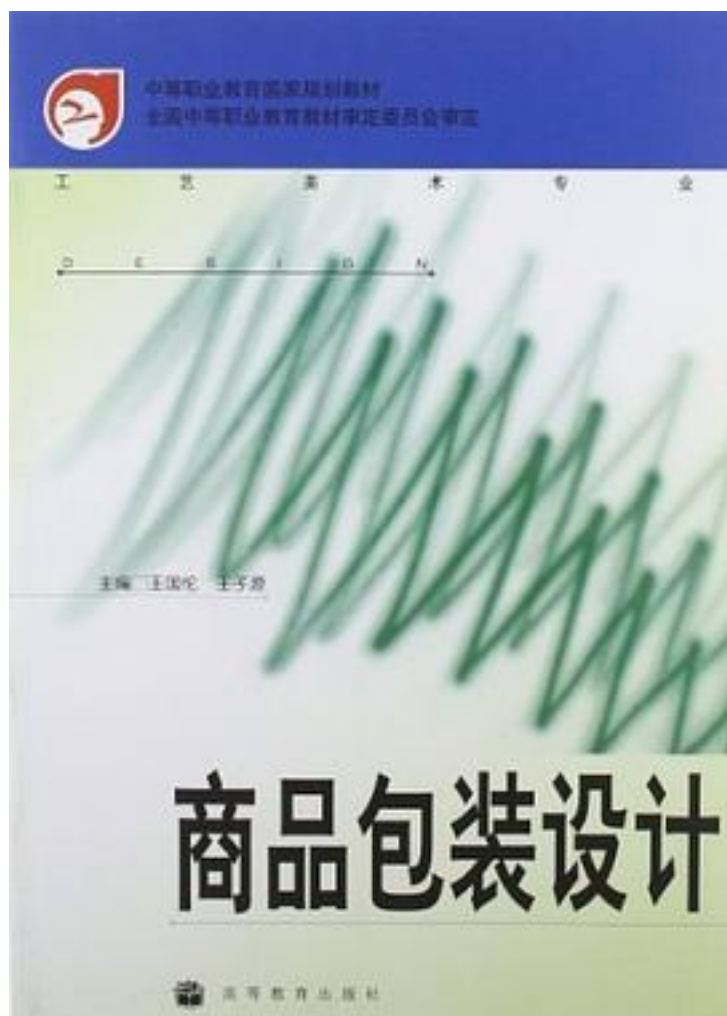 中等职业教育国家规划教材
全国中等职业教育教材审定委员会审定
工艺美术专业
DESIGN
主编 王国伦 王子源
商品包装设计
高等教育出版社